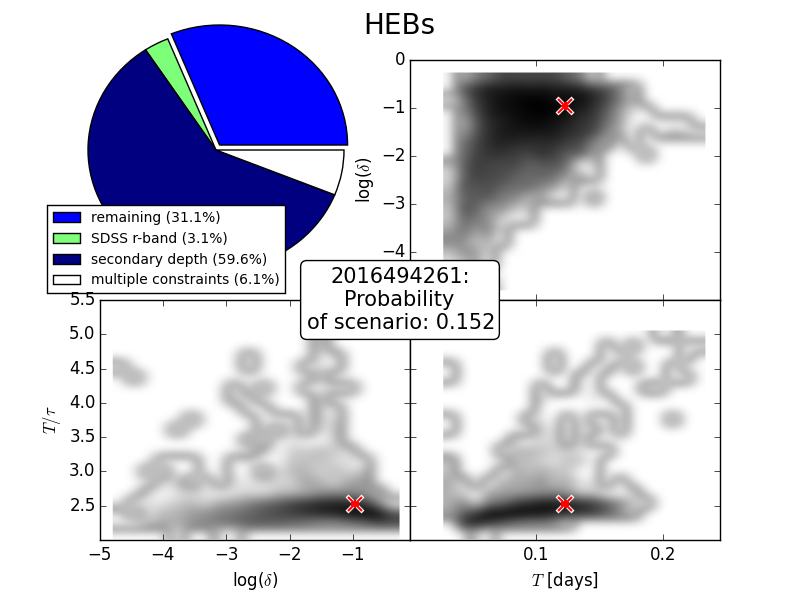 HEBs
remaining (31.1%)
SDSS r-band (3.1%)
secondary depth (59.6%)
multiple constraints (6.1%)
0
−1
−2
−3
−4
log(δ)
2016494261:
Probability
of scenario: 0.152
5.5
5.0
4.5
4.0
3.5
3.0
2.5
T/τ
−5 −4 −3 −2 −1
log(δ)
0.1 0.2
T [days]